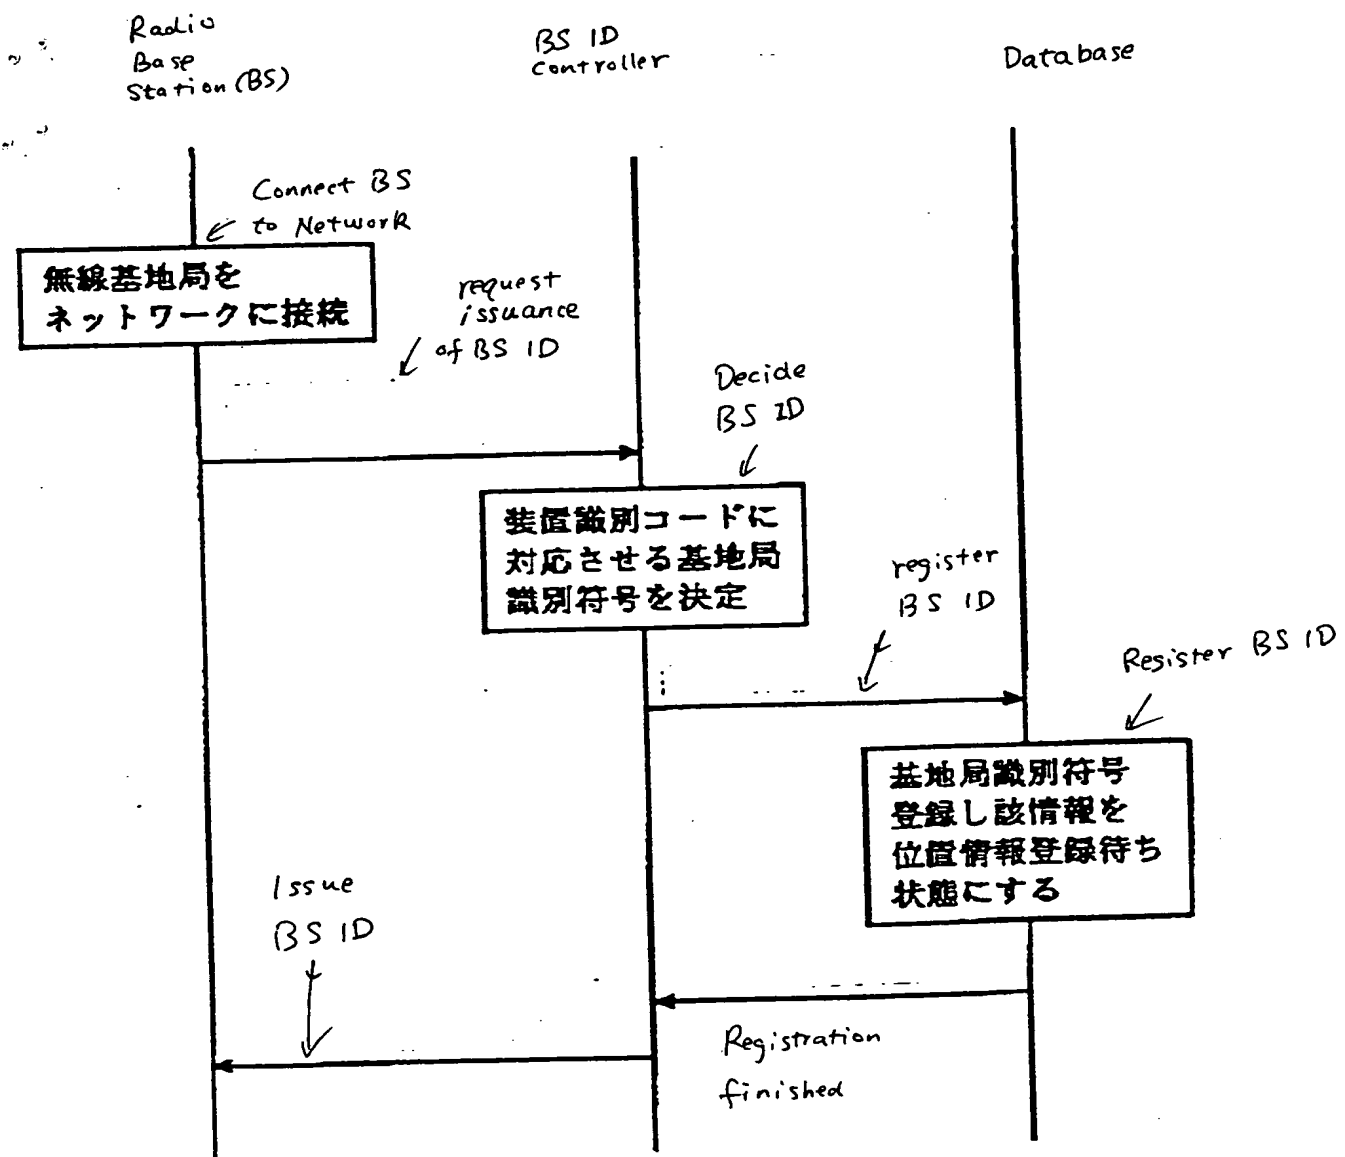 Radio
Base
Station (BS)
BS ID
Controller
Database
Connect BS
to Network
無線基地局を
ネットワークに接続
request
issuance
of BS ID
Decide
BS ID
装置識別コードに
対応させる基地局
識別符号を決定
register
BS ID
Register BS ID
基地局識別符号
登録し該情報を
位置情報登録待ち
状態にする
Issue
BS ID
Registration
finished